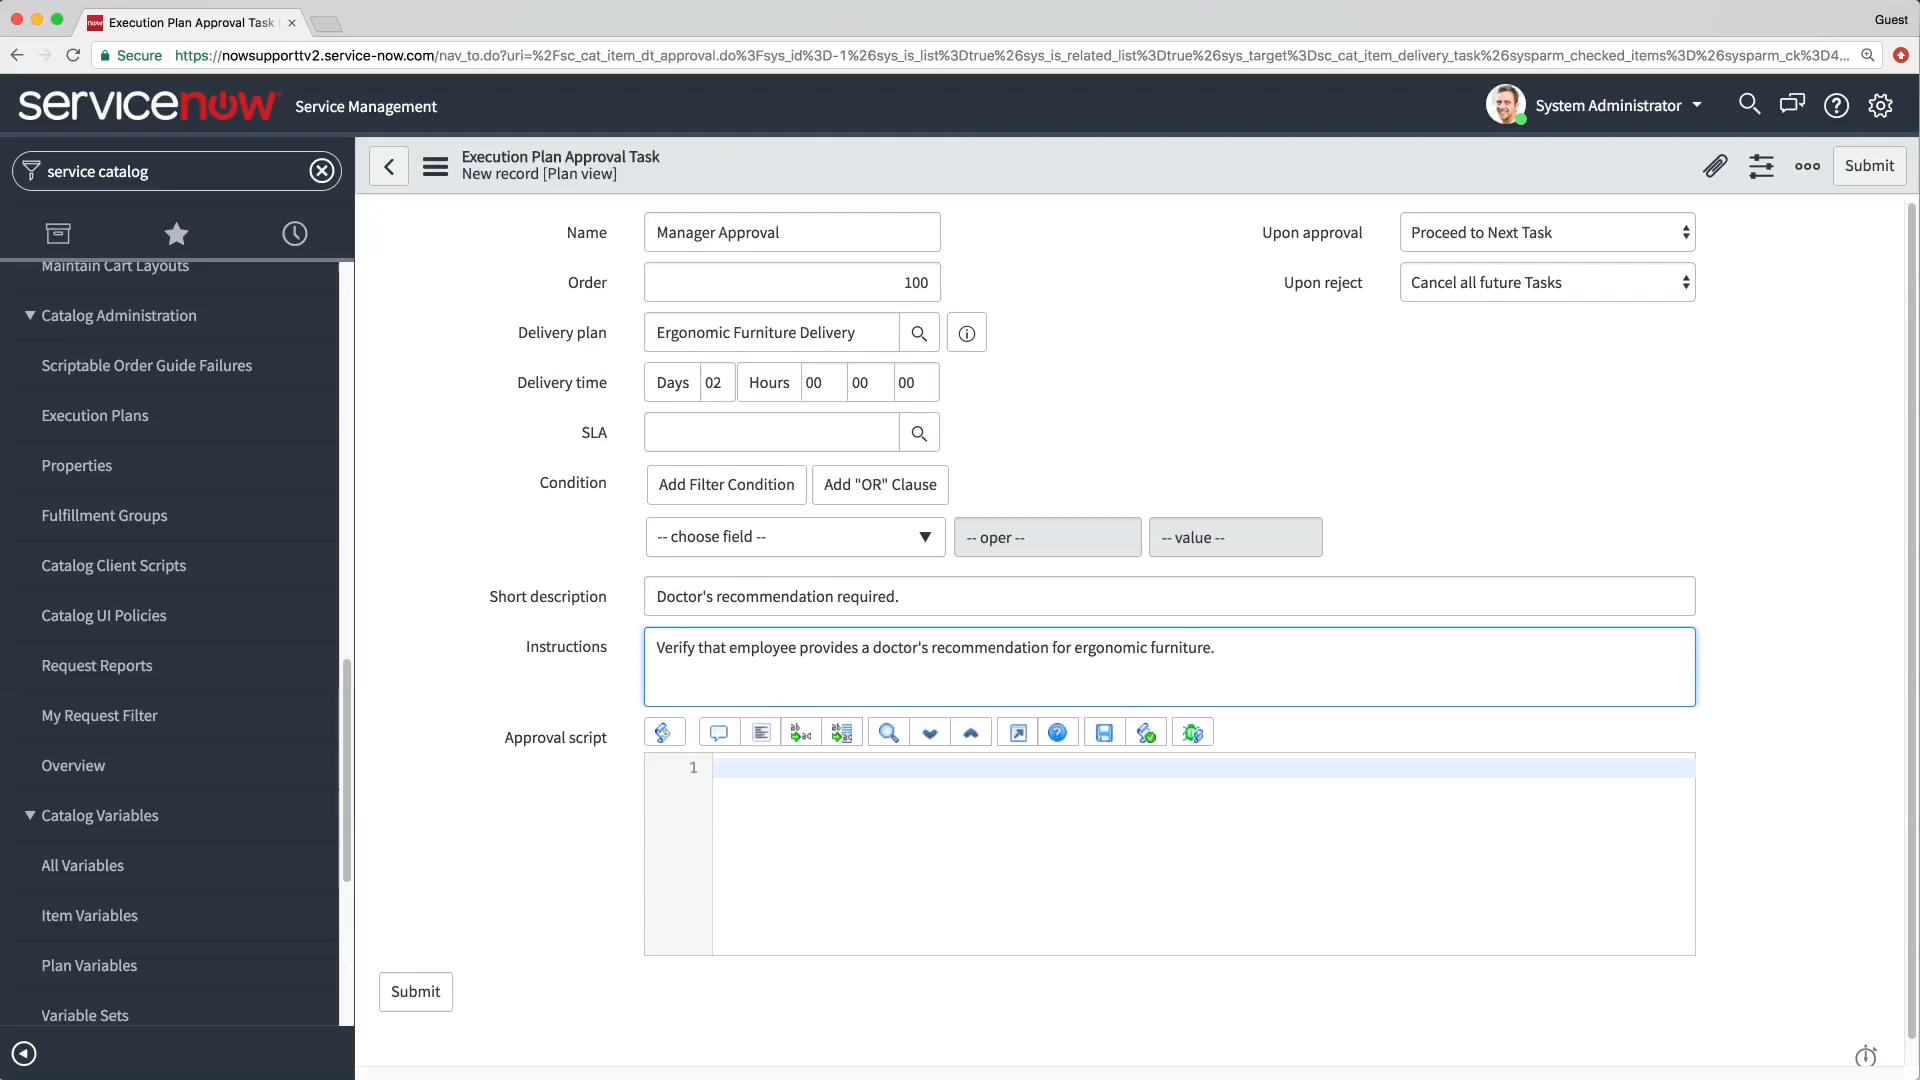 Execution Plan Approval Task
Guest
Secure https://nowsupporttv2.service-now.com/nav_to.do?uri=%2Fsc_cat_item_dt_approval.do%3Fsys_id%3D-1%26sys_is_list%3Dtrue%26sys_is_related_list%3Dtrue%26sys_target%3Dsc_cat_item_delivery_task%26sysparm_checked_items%3D%26sysparm_ck%3D4...
servicenow Service Management
System Administrator
service catalog
Execution Plan Approval Task
New record [Plan view]
Submit
Maintain Cart Layouts
Catalog Administration
Scriptable Order Guide Failures
Execution Plans
Properties
Fulfillment Groups
Catalog Client Scripts
Catalog UI Policies
Request Reports
My Request Filter
Overview
Catalog Variables
All Variables
Item Variables
Plan Variables
Variable Sets
Name Manager Approval
Upon approval Proceed to Next Task
Order 100
Upon reject Cancel all future Tasks
Delivery plan Ergonomic Furniture Delivery
Delivery time Days 02 Hours 00 00 00
SLA
Condition Add Filter Condition Add "OR" Clause
-- choose field -- -- oper -- -- value --
Short description Doctor's recommendation required.
Instructions Verify that employee provides a doctor's recommendation for ergonomic furniture.
Approval script
1
Submit